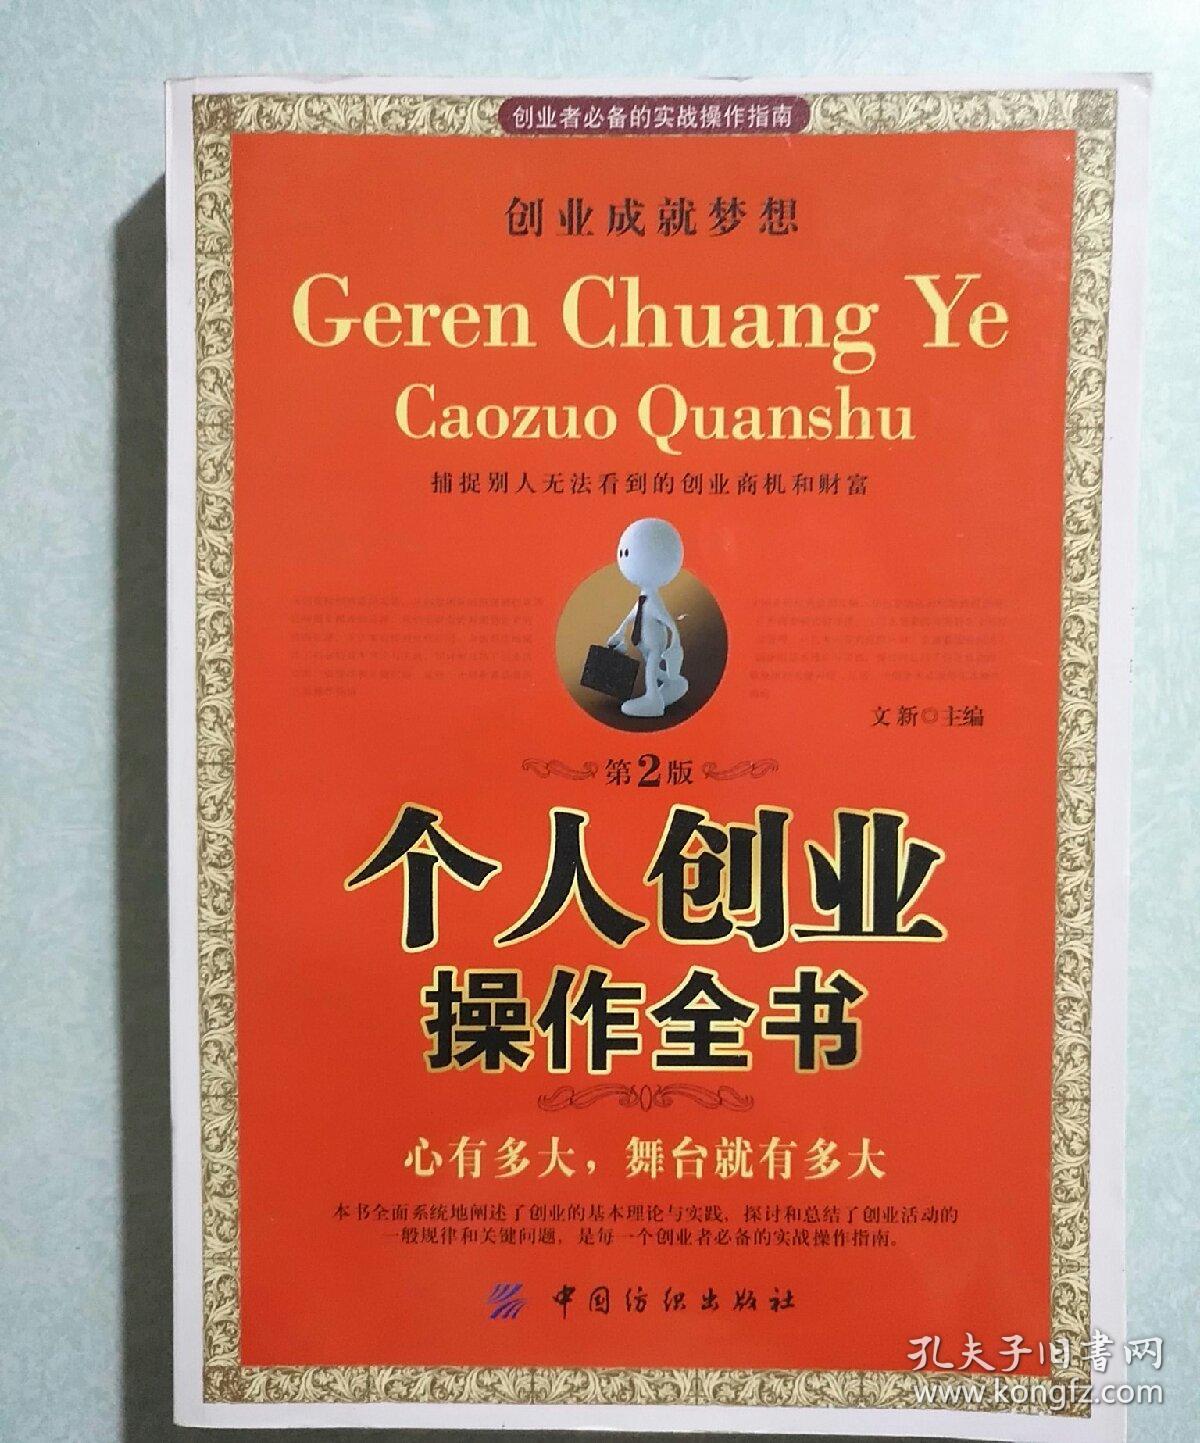 创业者必备的实战操作指南
创业成就梦想
Geren Chuang Ye
Caozuo Quanshu
捕捉别人无法看到的创业商机和财富
文新◎主编
第2版
个人创业
操作全书
心有多大，舞台就有多大
本书全面系统地阐述了创业的基本理论与实践，探讨和总结了创业活动的
一般规律和关键问题，是每一个创业者必备的实战操作指南。
中国纺织出版社
孔夫子旧書网
www.kongfz.com